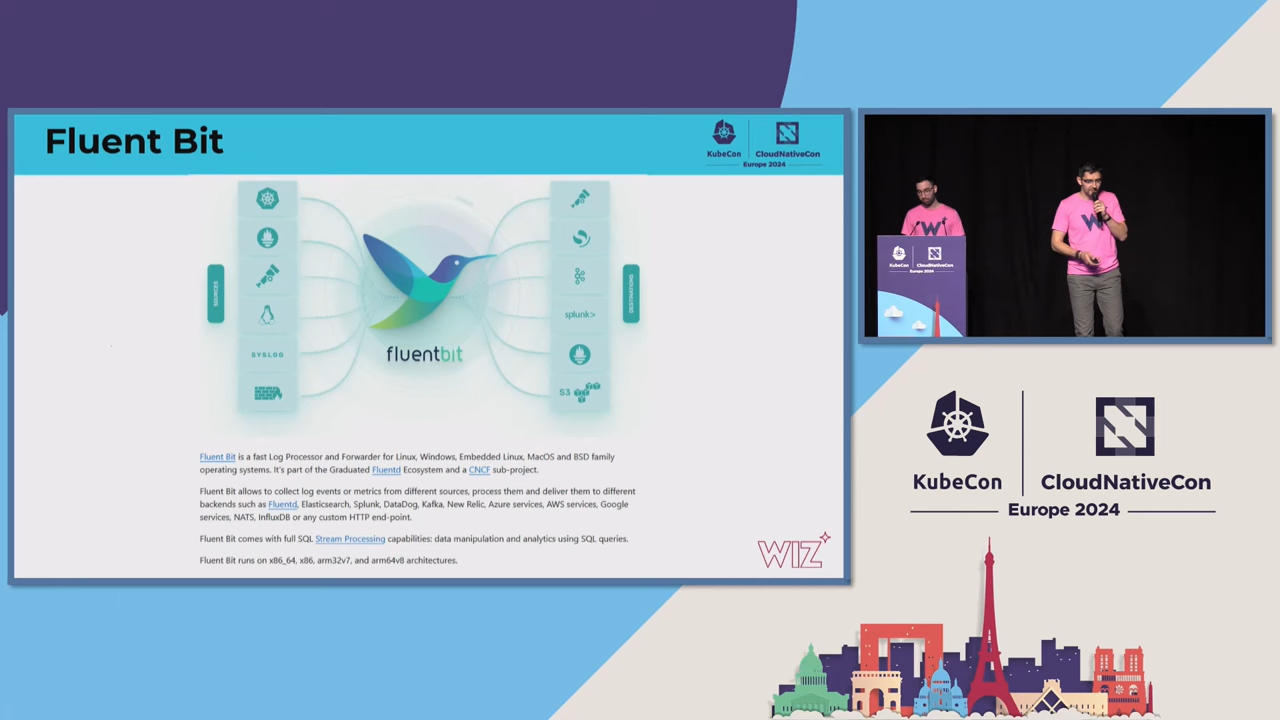 Fluent Bit
KubeCon
CloudNativeCon
Europe 2024
SOURCES
SYSLOG
fluentbit
splunk>
S3
DESTINATIONS
Fluent Bit is a fast Log Processor and Forwarder for Linux, Windows, Embedded Linux, MacOS and BSD family
operating systems. It's part of the Graduated Fluentd Ecosystem and a CNCF sub-project.
Fluent Bit allows to collect log events or metrics from different sources, process them and deliver them to different
backends such as Fluentd, Elasticsearch, Splunk, DataDog, Kafka, New Relic, Azure services, AWS services, Google
services, NATS, InfluxDB or any custom HTTP end-point.
Fluent Bit comes with full SQL Stream Processing capabilities: data manipulation and analytics using SQL queries.
Fluent Bit runs on x86_64, x86, arm32v7, and arm64v8 architectures.
WIZ
W
W
KubeCon
CloudNativeCon
Europe 2024
KubeCon
CloudNativeCon
Europe 2024